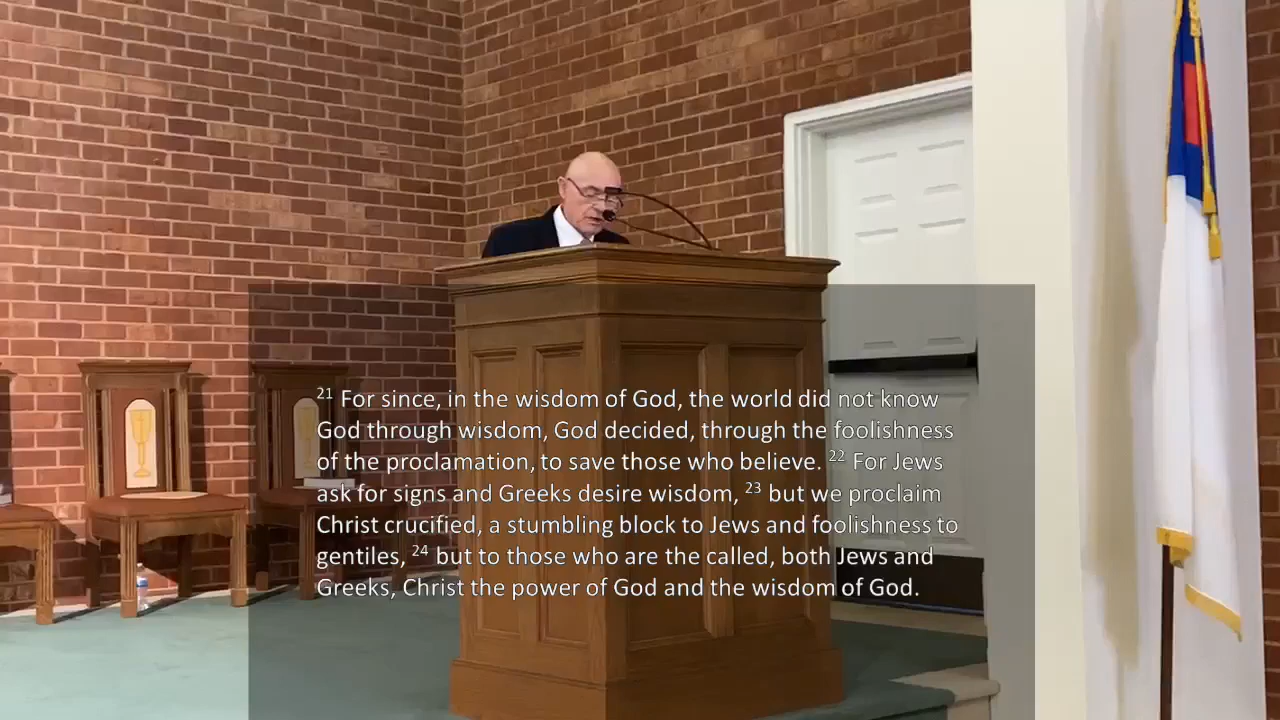 21 For since, in the wisdom of God, the world did not know
God through wisdom, God decided, through the foolishness
of the proclamation, to save those who believe. 22 For Jews
ask for signs and Greeks desire wisdom, 23 but we proclaim
Christ crucified, a stumbling block to Jews and foolishness to
gentiles, 24 but to those who are the called, both Jews and
Greeks, Christ the power of God and the wisdom of God.